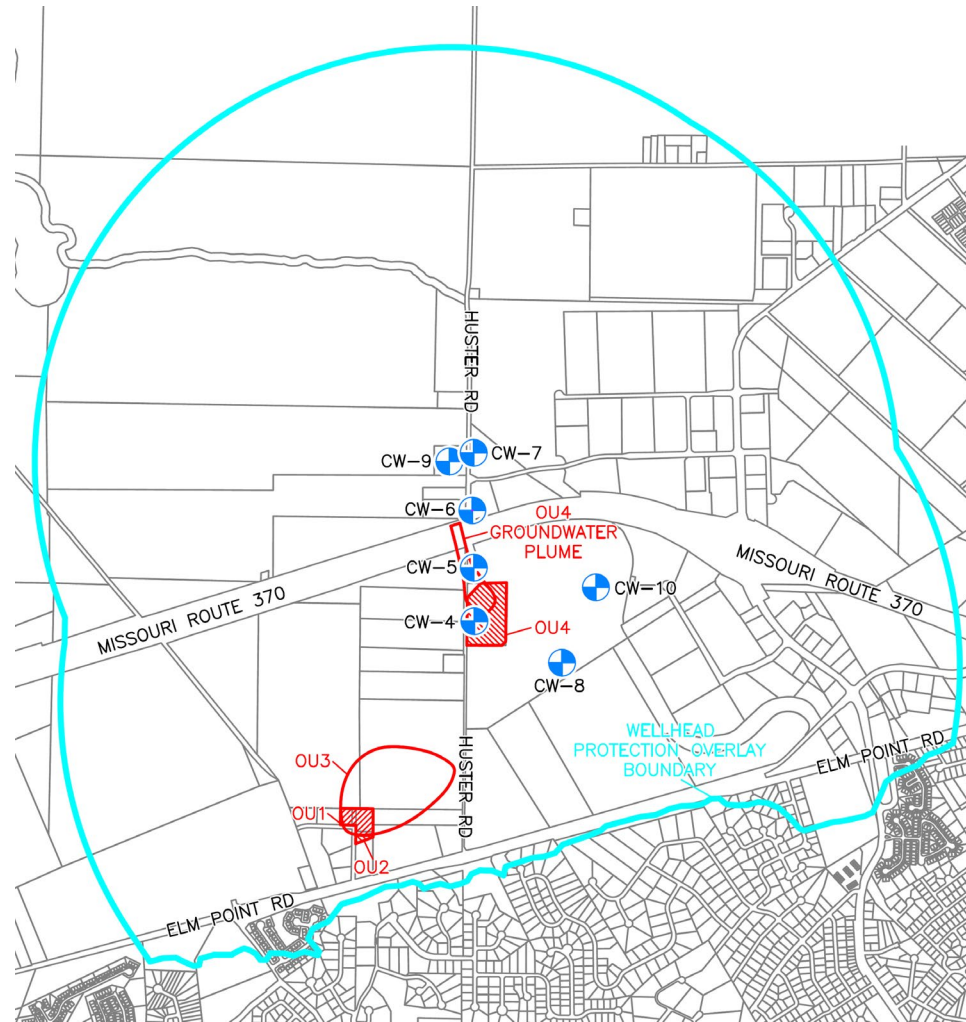 HUSTER RD
CW-9
CW-7
CW-6
OU4
GROUNDWATER
PLUME
CW-5
MISSOURI ROUTE 370
CW-10
MISSOURI ROUTE 370
CW-4
OU4
CW-8
WELLHEAD
PROTECTION OVERLAY
BOUNDARY
HUSTER RD
ELM POINT RD
OU3
OU1
OU2
ELM POINT RD